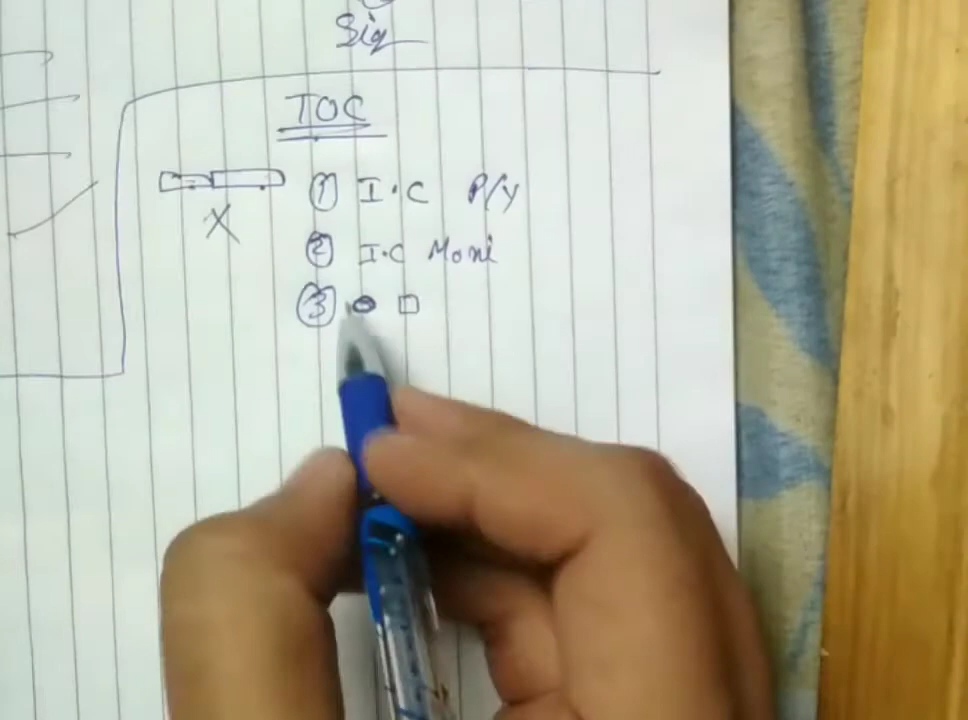 Sig
TOC
① I.C P/Y
X
② I.C Moni
③